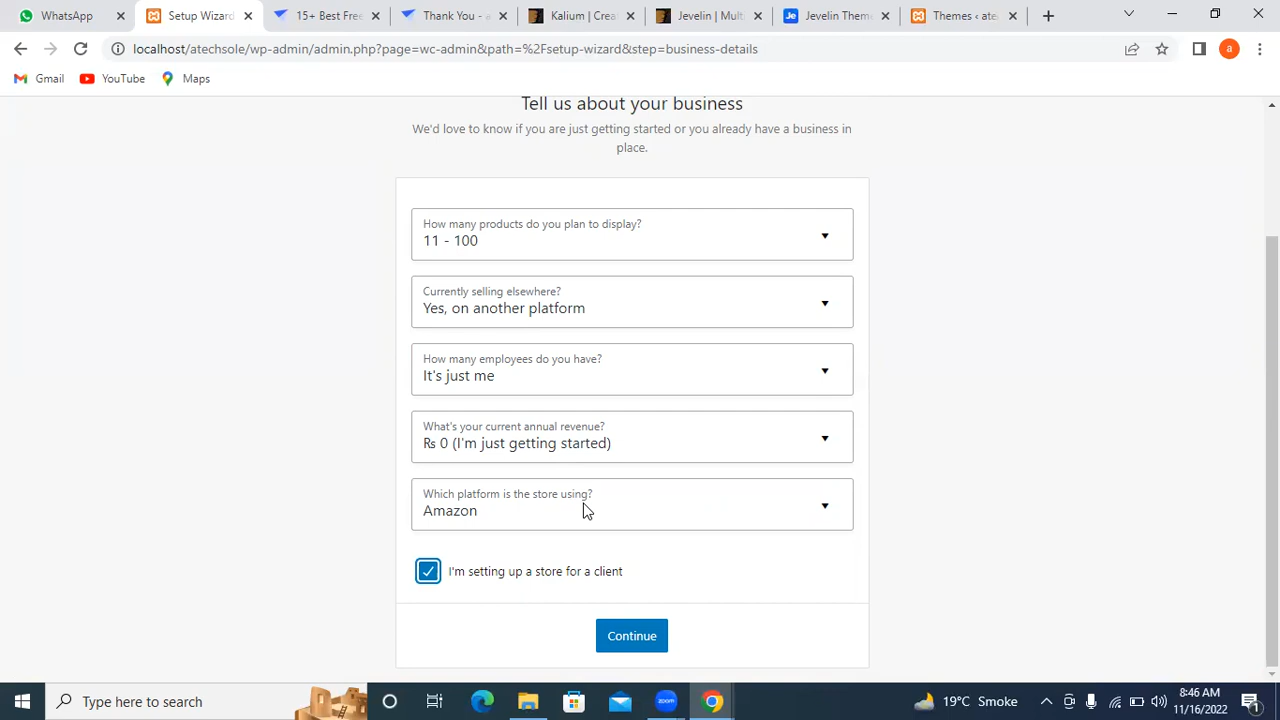 WhatsApp
Setup Wizard
15+ Best Free
Thank You -
Kalium | Crea
Jevelin | Mult
Je
Jevelin Them
Themes ‹ ate
localhost/atechsole/wp-admin/admin.php?page=wc-admin&path=%2Fsetup-wizard&step=business-details
a
Gmail
YouTube
Maps
Tell us about your business
We'd love to know if you are just getting started or you already have a business in
place.
How many products do you plan to display?
11 - 100
Currently selling elsewhere?
Yes, on another platform
How many employees do you have?
It's just me
What's your current annual revenue?
₨ 0 (I'm just getting started)
Which platform is the store using?
Amazon
I'm setting up a store for a client
Continue
Type here to search
zoom
19°C Smoke
8:46 AM
11/16/2022
1